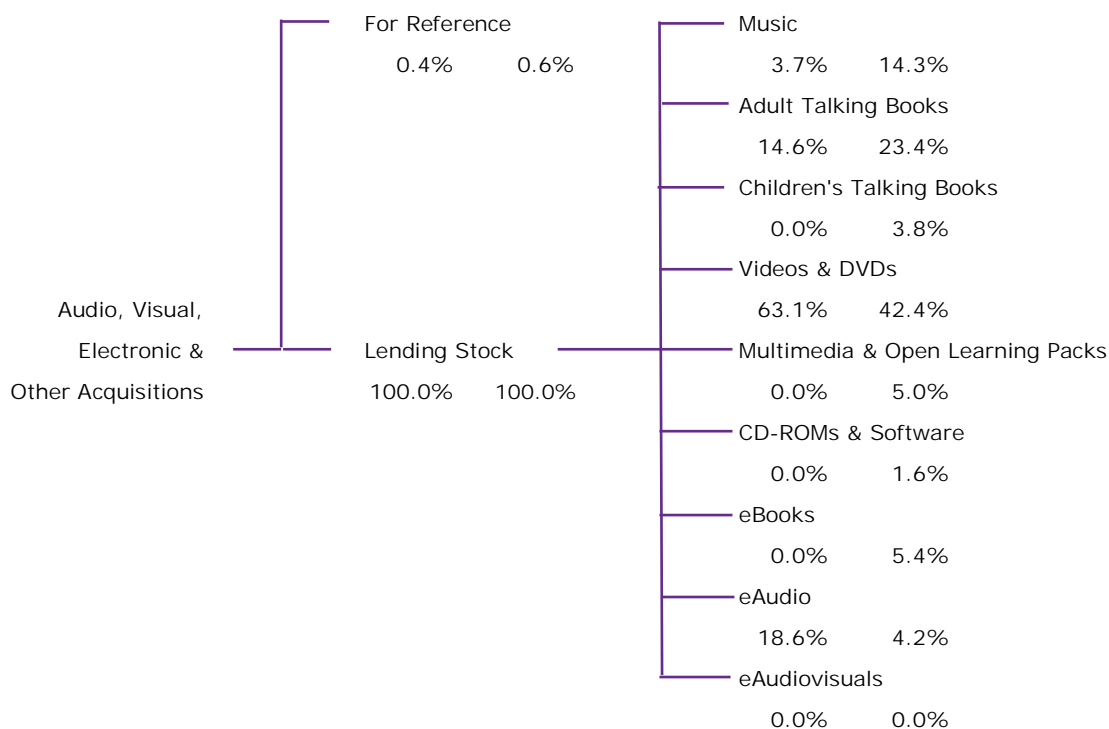 For Reference
0.4% 0.6%
Audio, Visual,
Electronic &
Other Acquisitions
Lending Stock
100.0% 100.0%
Music
3.7% 14.3%
Adult Talking Books
14.6% 23.4%
Children's Talking Books
0.0% 3.8%
Videos & DVDs
63.1% 42.4%
Multimedia & Open Learning Packs
0.0% 5.0%
CD-ROMs & Software
0.0% 1.6%
eBooks
0.0% 5.4%
eAudio
18.6% 4.2%
eAudiovisuals
0.0% 0.0%